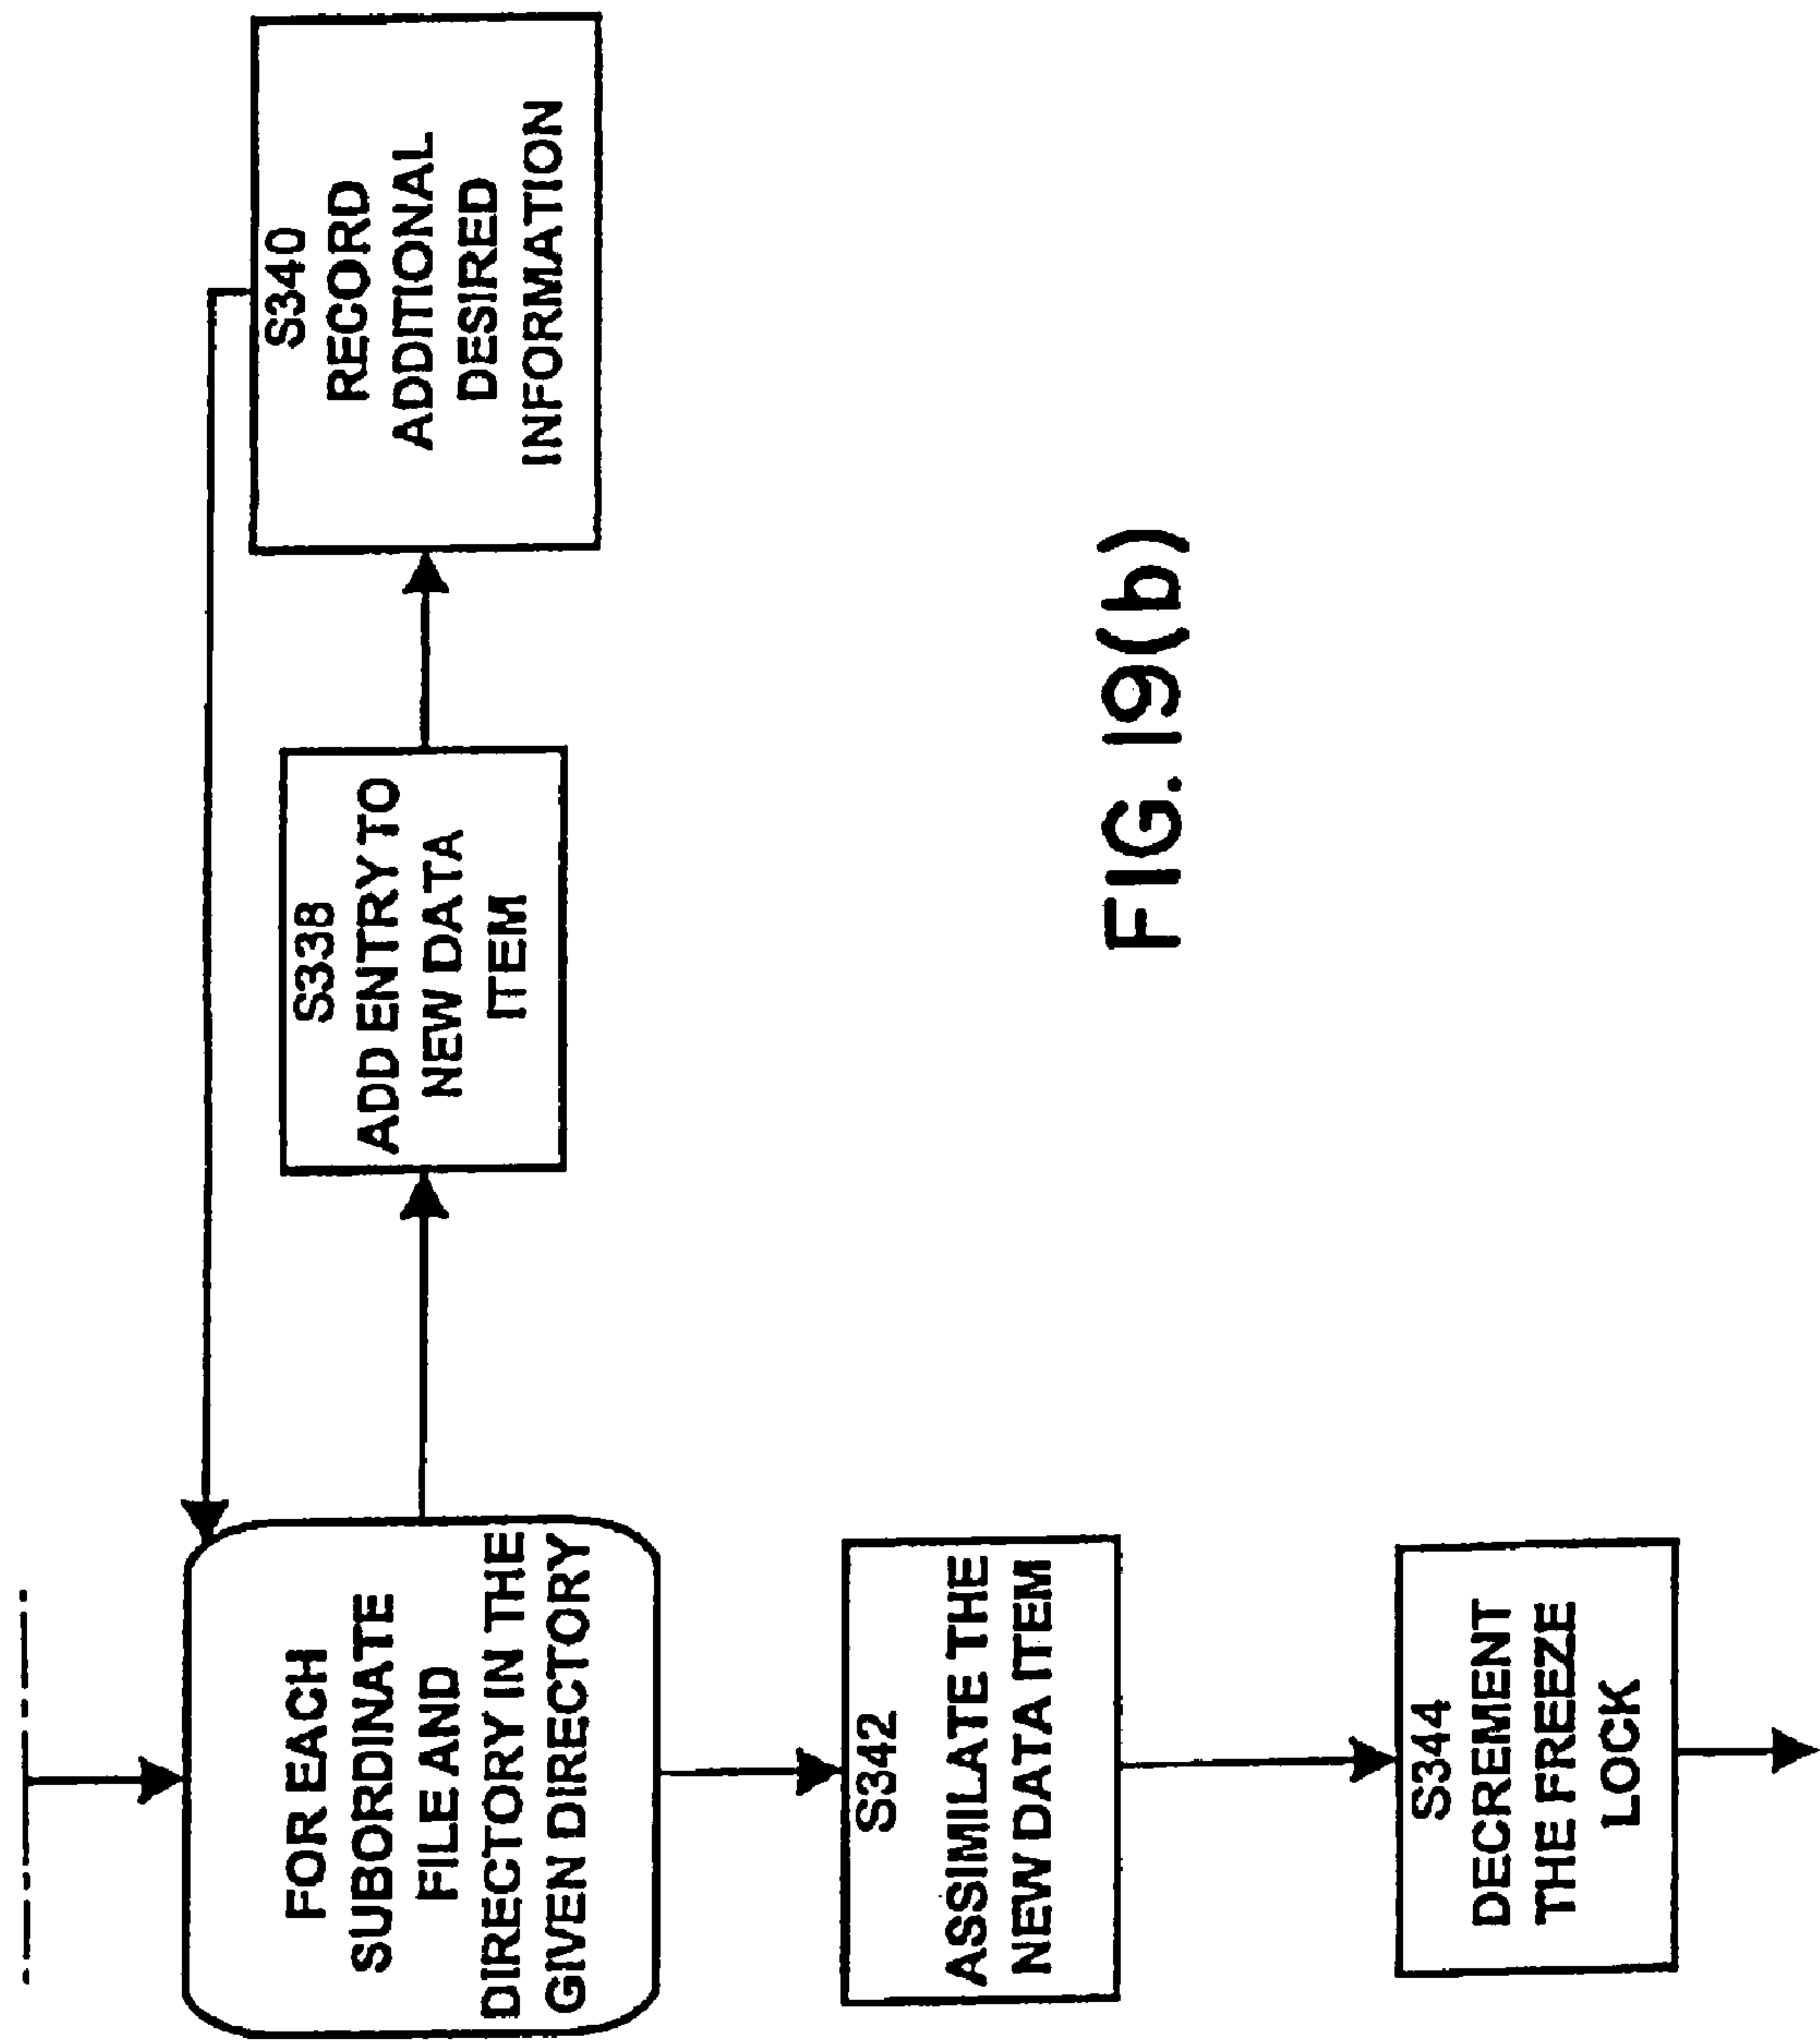 FOR EACH
SUBORDINATE
FILE AND
DIRECTORY IN THE
GIVEN DIRECTORY
S338
ADD ENTRY TO
NEW DATA
ITEM
S340
RECORD
ADDITIONAL
DESIRED
INFORMATION
S342
ASSIMILATE THE
NEW DATA ITEM
S344
DECREMENT
THE FREEZE
LOCK
FIG. 19(b)